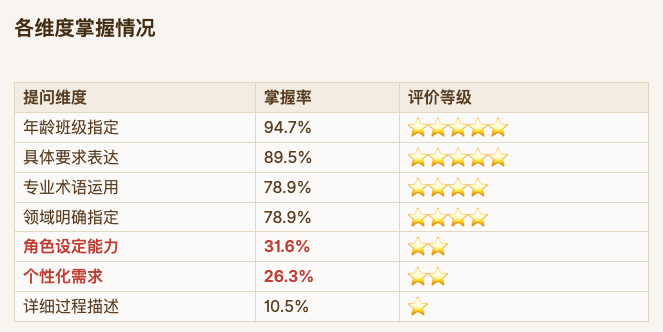 各维度掌握情况
提问维度 掌握率 评价等级
年龄班级指定 94.7% ⭐⭐⭐⭐⭐
具体要求表达 89.5% ⭐⭐⭐⭐⭐
专业术语运用 78.9% ⭐⭐⭐⭐
领域明确指定 78.9% ⭐⭐⭐⭐
角色设定能力 31.6% ⭐⭐
个性化需求 26.3% ⭐⭐
详细过程描述 10.5% ⭐